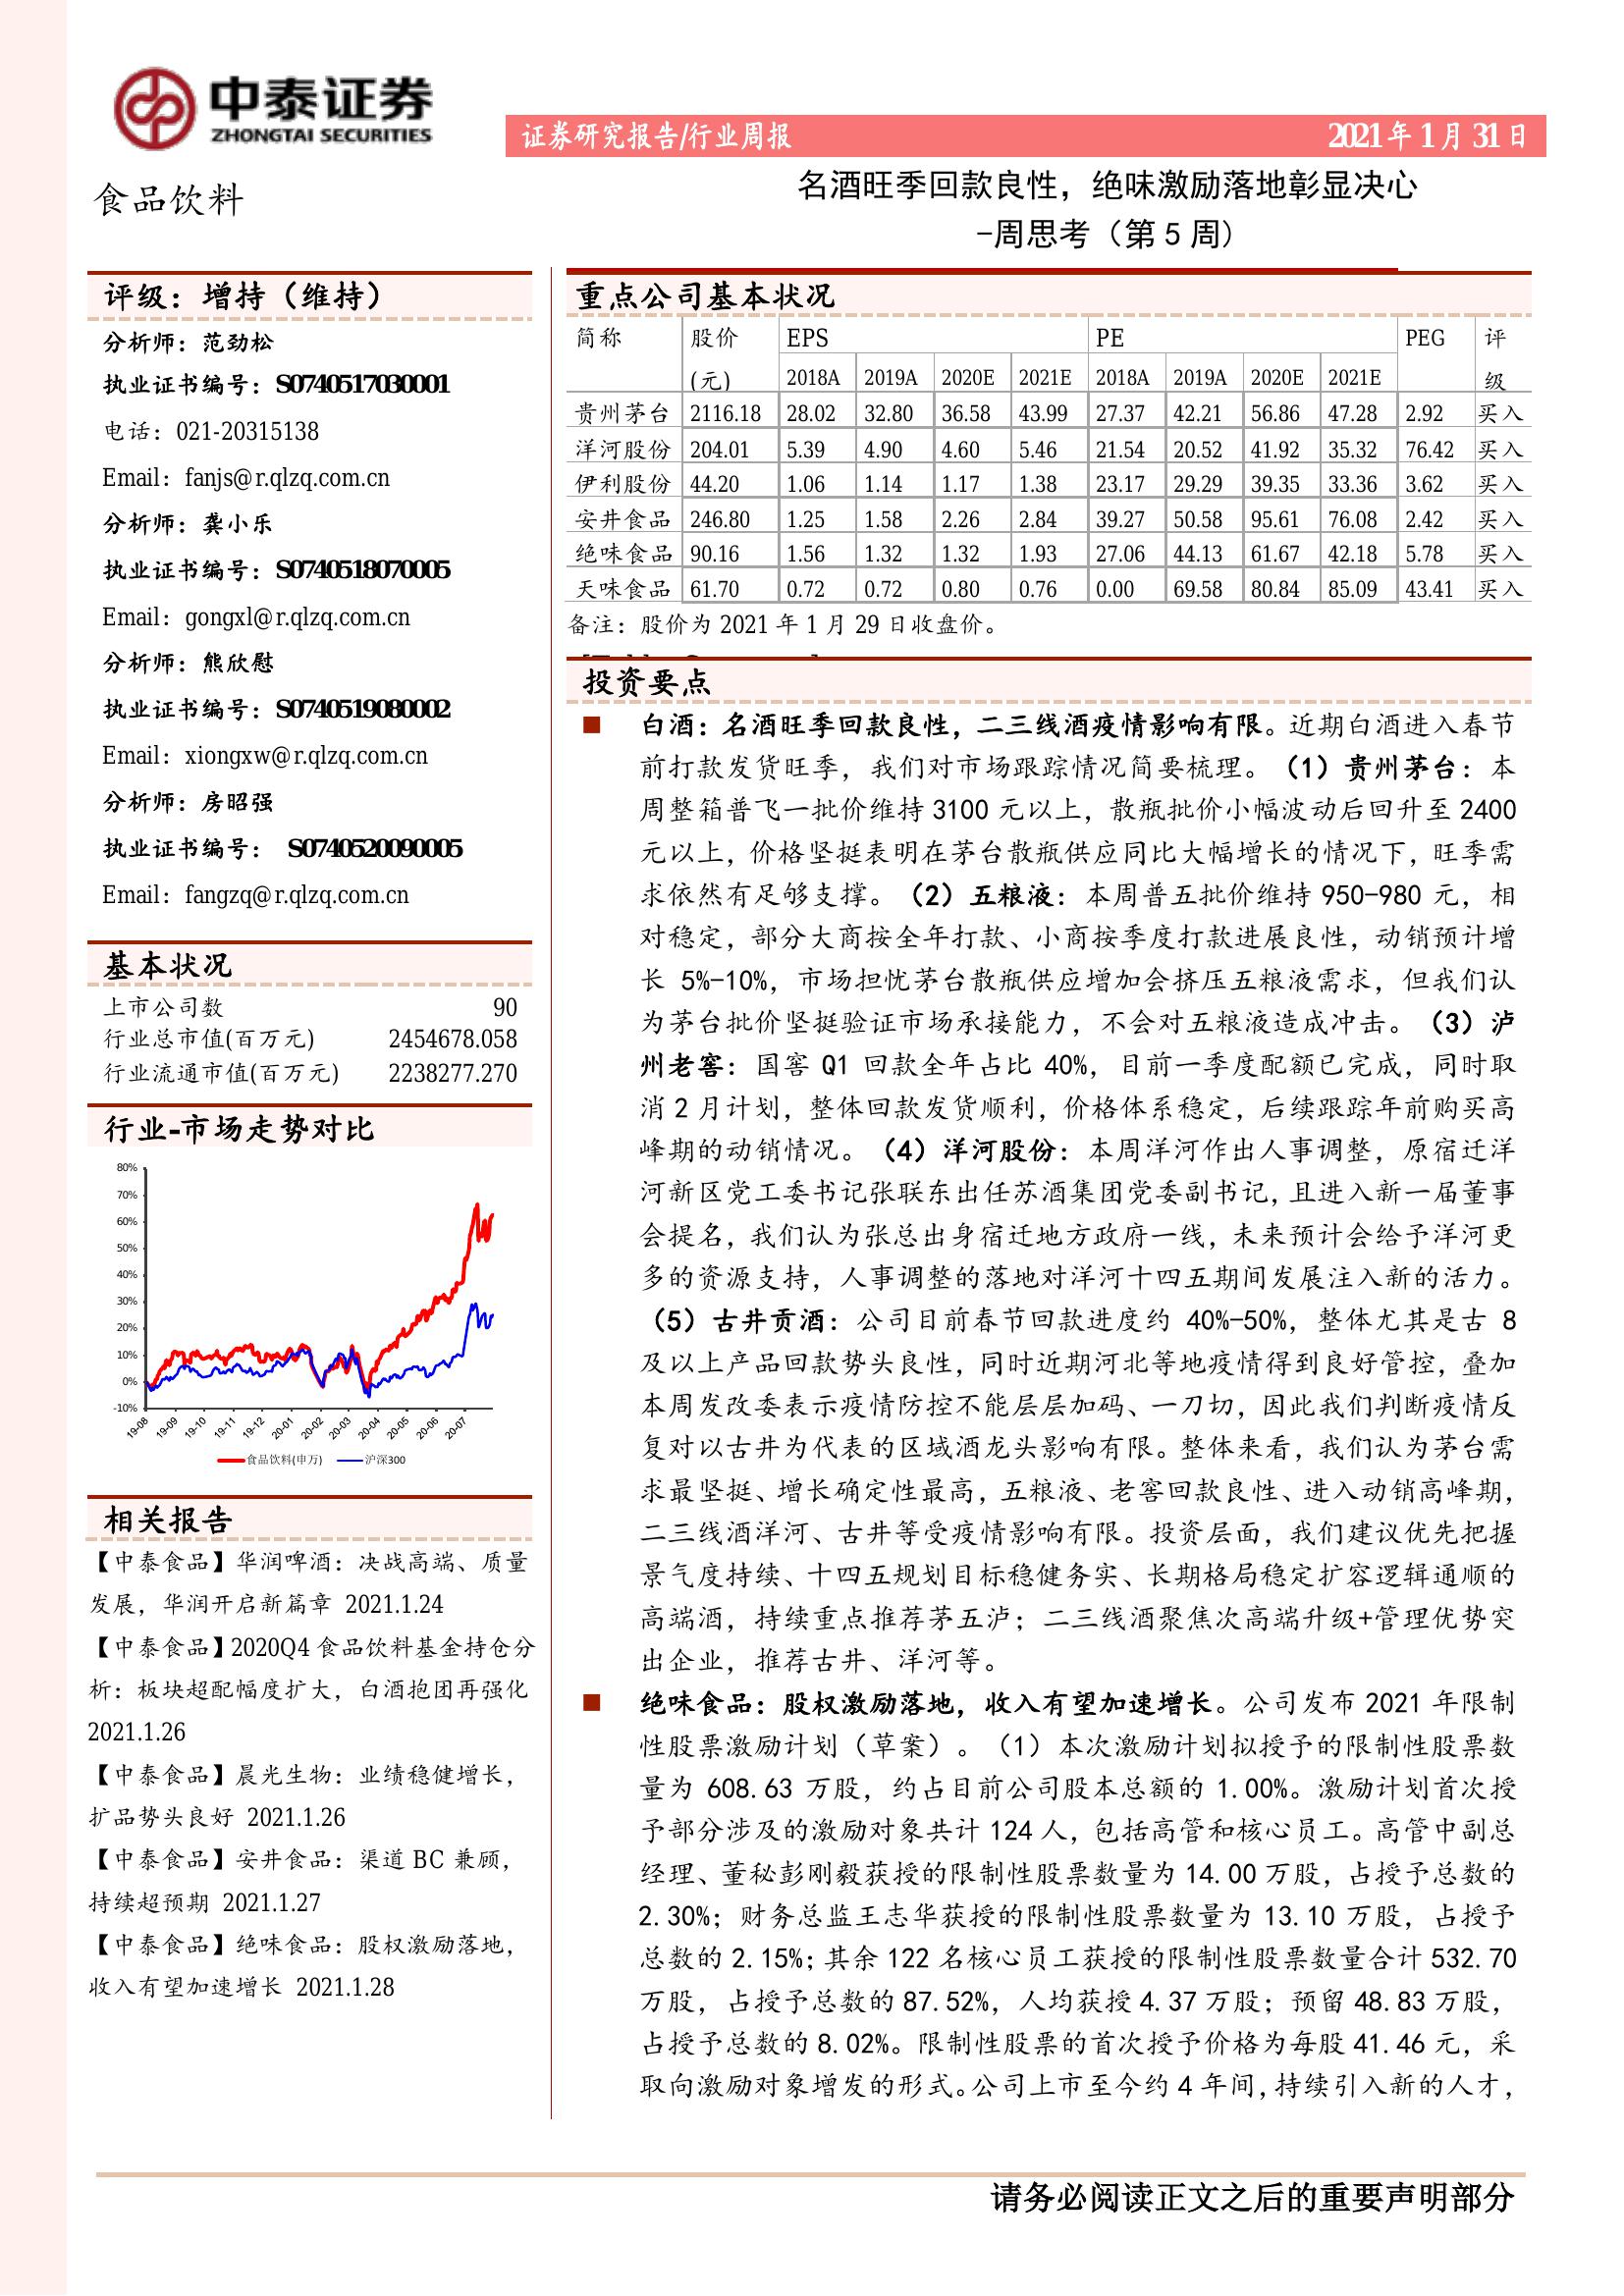 中泰证券
ZHONGTAI SECURITIES
证券研究报告/行业周报 2021年1月31日
食品饮料
名酒旺季回款良性，绝味激励落地彰显决心
-周思考（第5周）
评级：增持（维持）
分析师：范劲松
执业证书编号：S0740517030001
电话：021-20315138
Email：fanjs@r.qlzq.com.cn
分析师：龚小乐
执业证书编号：S0740518070005
Email：gongxl@r.qlzq.com.cn
分析师：熊欣慰
执业证书编号：S0740519080002
Email：xiongxw@r.qlzq.com.cn
分析师：房昭强
执业证书编号： S0740520090005
Email：fangzq@r.qlzq.com.cn
基本状况
上市公司数 90
行业总市值(百万元) 2454678.058
行业流通市值(百万元) 2238277.270
行业-市场走势对比
80%
70%
60%
50%
40%
30%
20%
10%
0%
-10%
19-08 19-09 19-10 19-11 19-12 20-01 20-02 20-03 20-04 20-05 20-06 20-07
食品饮料(申万) 沪深300
相关报告
【中泰食品】华润啤酒：决战高端、质量
发展，华润开启新篇章 2021.1.24
【中泰食品】2020Q4食品饮料基金持仓分
析：板块超配幅度扩大，白酒抱团再强化
2021.1.26
【中泰食品】晨光生物：业绩稳健增长，
扩品势头良好 2021.1.26
【中泰食品】安井食品：渠道BC兼顾，
持续超预期 2021.1.27
【中泰食品】绝味食品：股权激励落地，
收入有望加速增长 2021.1.28
重点公司基本状况
简称 股价 EPS PE PEG 评
(元) 2018A 2019A 2020E 2021E 2018A 2019A 2020E 2021E 级
贵州茅台 2116.18 28.02 32.80 36.58 43.99 27.37 42.21 56.86 47.28 2.92 买入
洋河股份 204.01 5.39 4.90 4.60 5.46 21.54 20.52 41.92 35.32 76.42 买入
伊利股份 44.20 1.06 1.14 1.17 1.38 23.17 29.29 39.35 33.36 3.62 买入
安井食品 246.80 1.25 1.58 2.26 2.84 39.27 50.58 95.61 76.08 2.42 买入
绝味食品 90.16 1.56 1.32 1.32 1.93 27.06 44.13 61.67 42.18 5.78 买入
天味食品 61.70 0.72 0.72 0.80 0.76 0.00 69.58 80.84 85.09 43.41 买入
备注：股价为2021年1月29日收盘价。
投资要点
■ 白酒：名酒旺季回款良性，二三线酒疫情影响有限。近期白酒进入春节
前打款发货旺季，我们对市场跟踪情况简要梳理。（1）贵州茅台：本
周整箱普飞一批价维持3100元以上，散瓶批价小幅波动后回升至2400
元以上，价格坚挺表明在茅台散瓶供应同比大幅增长的情况下，旺季需
求依然有足够支撑。（2）五粮液：本周普五批价维持950-980元，相
对稳定，部分大商按全年打款、小商按季度打款进展良性，动销预计增
长5%-10%，市场担忧茅台散瓶供应增加会挤压五粮液需求，但我们认
为茅台批价坚挺验证市场承接能力，不会对五粮液造成冲击。（3）泸
州老窖：国窖Q1回款全年占比40%，目前一季度配额已完成，同时取
消2月计划，整体回款发货顺利，价格体系稳定，后续跟踪年前购买高
峰期的动销情况。（4）洋河股份：本周洋河作出人事调整，原宿迁洋
河新区党工委书记张联东出任苏酒集团党委副书记，且进入新一届董事
会提名，我们认为张总出身宿迁地方政府一线，未来预计会给予洋河更
多的资源支持，人事调整的落地对洋河十四五期间发展注入新的活力。
（5）古井贡酒：公司目前春节回款进度约40%-50%，整体尤其是古8
及以上产品回款势头良性，同时近期河北等地疫情得到良好管控，叠加
本周发改委表示疫情防控不能层层加码、一刀切，因此我们判断疫情反
复对以古井为代表的区域酒龙头影响有限。整体来看，我们认为茅台需
求最坚挺、增长确定性最高，五粮液、老窖回款良性、进入动销高峰期，
二三线酒洋河、古井等受疫情影响有限。投资层面，我们建议优先把握
景气度持续、十四五规划目标稳健务实、长期格局稳定扩容逻辑通顺的
高端酒，持续重点推荐茅五泸；二三线酒聚焦次高端升级+管理优势突
出企业，推荐古井、洋河等。
■ 绝味食品：股权激励落地，收入有望加速增长。公司发布2021年限制
性股票激励计划（草案）。（1）本次激励计划拟授予的限制性股票数
量为608.63万股，约占目前公司股本总额的1.00%。激励计划首次授
予部分涉及的激励对象共计124人，包括高管和核心员工。高管中副总
经理、董秘彭刚毅获授的限制性股票数量为14.00万股，占授予总数的
2.30%；财务总监王志华获授的限制性股票数量为13.10万股，占授予
总数的2.15%；其余122名核心员工获授的限制性股票数量合计532.70
万股，占授予总数的87.52%，人均获授4.37万股；预留48.83万股，
占授予总数的8.02%。限制性股票的首次授予价格为每股41.46元，采
取向激励对象增发的形式。公司上市至今约4年间，持续引入新的人才，
请务必阅读正文之后的重要声明部分